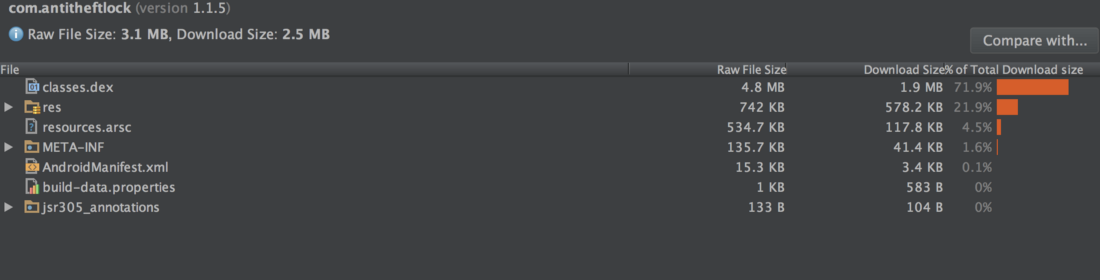 com.antitheftlock (version 1.1.5)
Raw File Size: 3.1 MB, Download Size: 2.5 MB
Compare with...
File Raw File Size Download Size% of Total Download size
classes.dex 4.8 MB 1.9 MB 71.9%
res 742 KB 578.2 KB 21.9%
resources.arsc 534.7 KB 117.8 KB 4.5%
META-INF 135.7 KB 41.4 KB 1.6%
AndroidManifest.xml 15.3 KB 3.4 KB 0.1%
build-data.properties 1 KB 583 B 0%
jsr305_annotations 133 B 104 B 0%